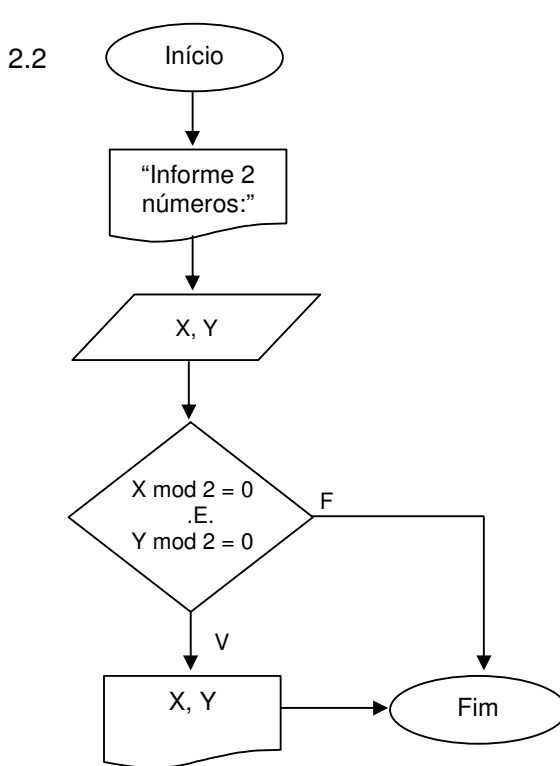 2.2
Início
“Informe 2
números:”
X, Y
X mod 2 = 0
.E.
Y mod 2 = 0
F
V
X, Y
Fim